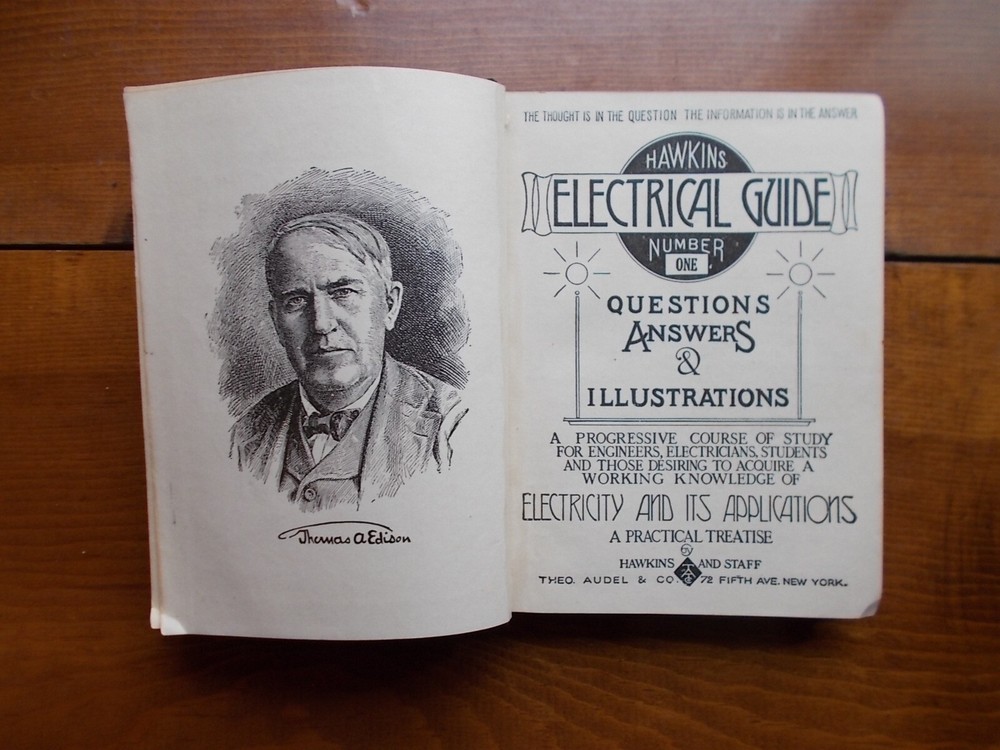 Thomas A Edison
THE THOUGHT IS IN THE QUESTION THE INFORMATION IS IN THE ANSWER
HAWKINS
ELECTRICAL GUIDE
NUMBER
ONE
QUESTIONS
ANSWERS
&
ILLUSTRATIONS
A PROGRESSIVE COURSE OF STUDY
FOR ENGINEERS, ELECTRICIANS, STUDENTS
AND THOSE DESIRING TO ACQUIRE A
WORKING KNOWLEDGE OF
ELECTRICITY AND ITS APPLICATIONS
A PRACTICAL TREATISE
BY
HAWKINS AND STAFF
THEO. AUDEL & CO. 72 FIFTH AVE. NEW YORK.